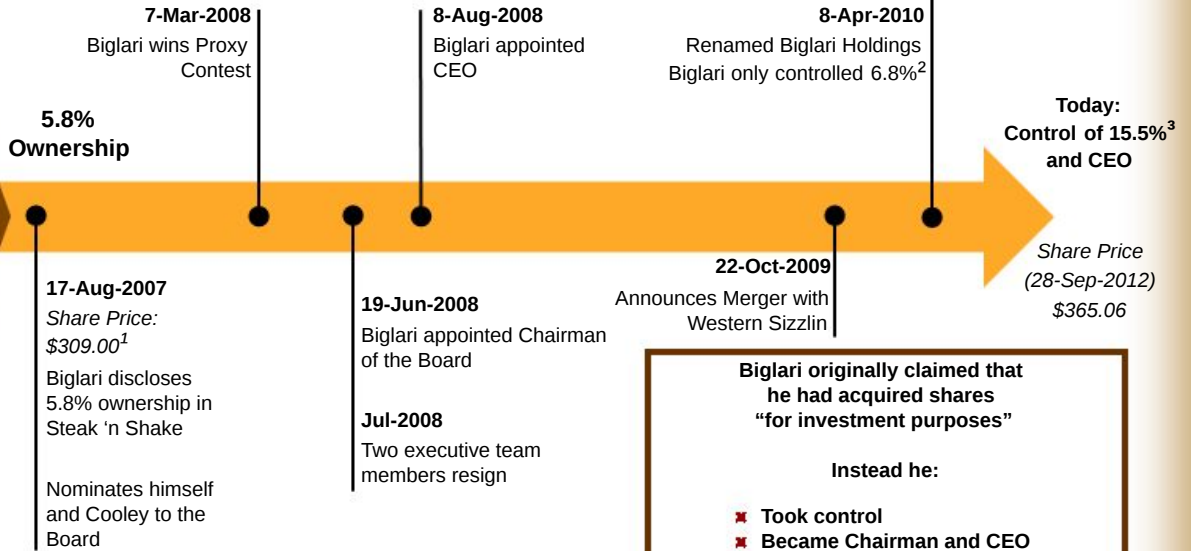 7-Mar-2008
Biglari wins Proxy
Contest
8-Aug-2008
Biglari appointed
CEO
8-Apr-2010
Renamed Biglari Holdings
Biglari only controlled 6.8%2
5.8%
Ownership
Today:
Control of 15.5%3
and CEO
17-Aug-2007
Share Price:
$309.001
Biglari discloses
5.8% ownership in
Steak ‘n Shake
Nominates himself
and Cooley to the
Board
19-Jun-2008
Biglari appointed Chairman
of the Board
Jul-2008
Two executive team
members resign
22-Oct-2009
Announces Merger with
Western Sizzlin
Share Price
(28-Sep-2012)
$365.06
Biglari originally claimed that
he had acquired shares
“for investment purposes”
Instead he:
Took control
Became Chairman and CEO